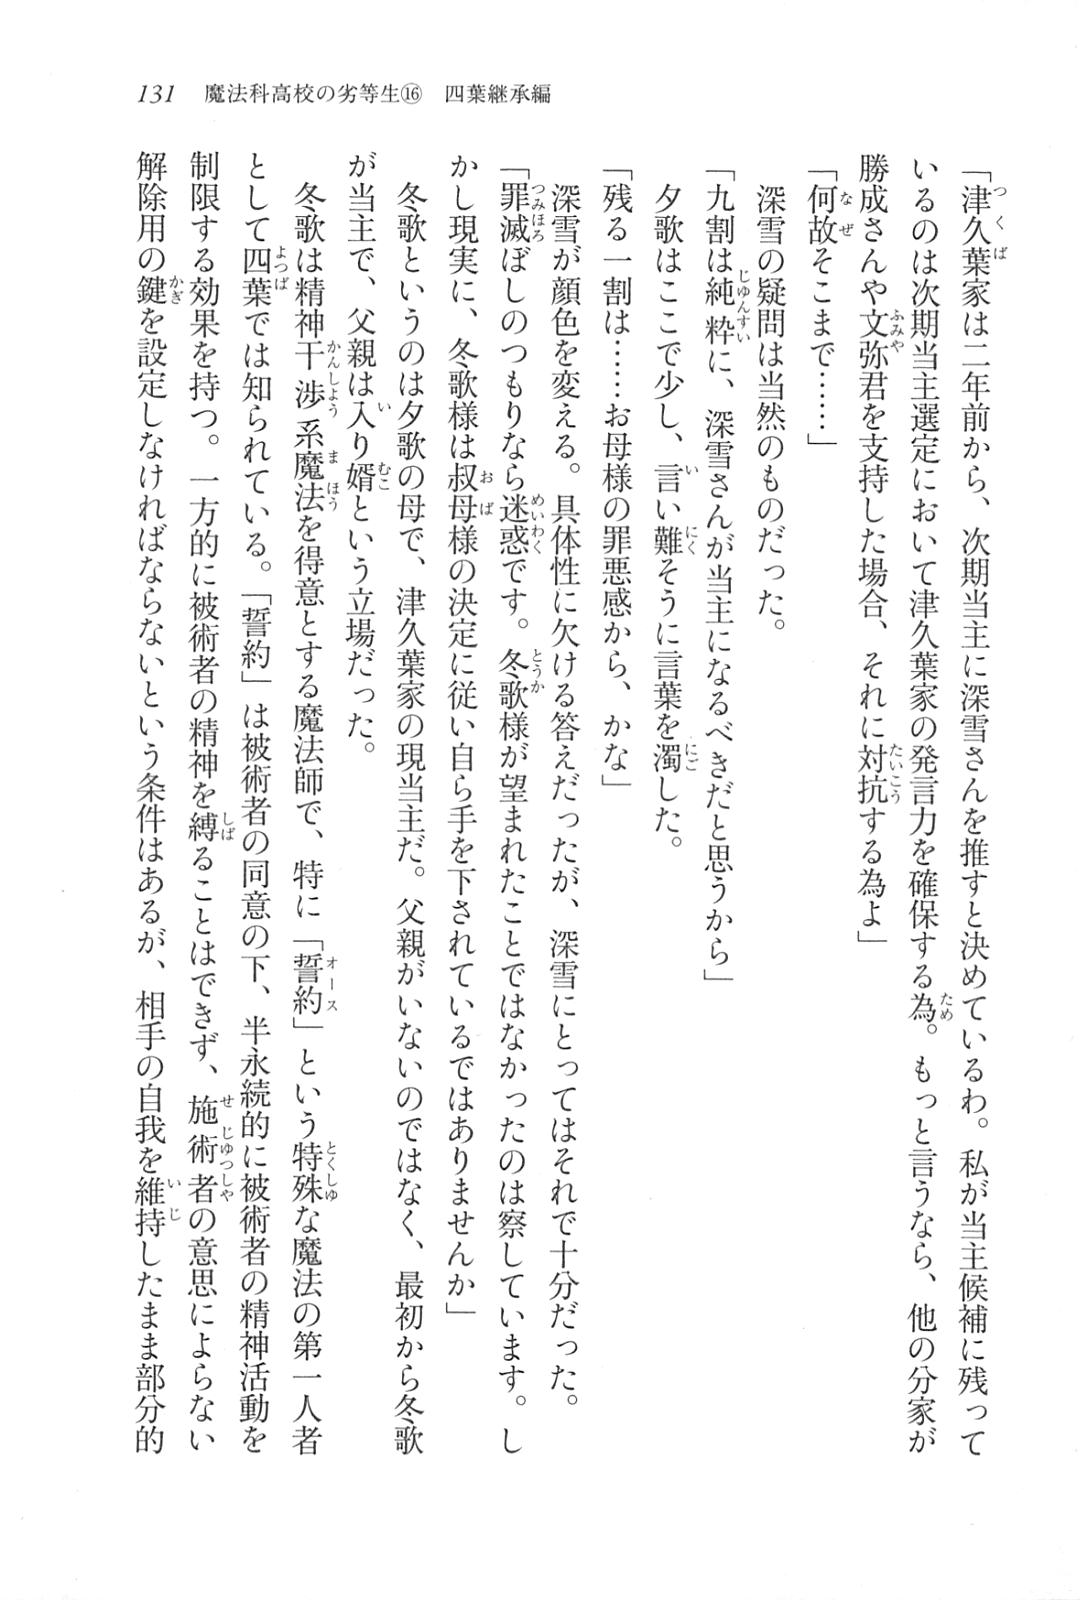 131 魔法科高校の劣等生⑯ 四葉継承編
「津久葉家は二年前から、次期当主に深雪さんを推すと決めているわ。私が当主候補に残って
いるのは次期当主選定において津久葉家の発言力を確保する為。もっと言うなら、他の分家が
勝成さんや文弥君を支持した場合、それに対抗する為よ」
「何故そこまで……」
深雪の疑問は当然のものだった。
「九割は純粋に、深雪さんが当主になるべきだと思うから」
夕歌はここで少し、言い難そうに言葉を濁した。
「残る一割は……お母様の罪悪感から、かな」
深雪が顔色を変える。具体性に欠ける答えだったが、深雪にとってはそれで十分だった。
「罪滅ぼしのつもりなら迷惑です。冬歌様が望まれたことではなかったのは察しています。し
かし現実に、冬歌様は叔母様の決定に従い自ら手を下されているではありませんか」
冬歌というのは夕歌の母で、津久葉家の現当主だ。父親がいないのではなく、最初から冬歌
が当主で、父親は入り婿という立場だった。
冬歌は精神干渉系魔法を得意とする魔法師で、特に「誓約」という特殊な魔法の第一人者
として四葉では知られている。「誓約」は被術者の同意の下、半永続的に被術者の精神活動を
制限する効果を持つ。一方的に被術者の精神を縛ることはできず、施術者の意思によらない
解除用の鍵を設定しなければならないという条件はあるが、相手の自我を維持したまま部分的